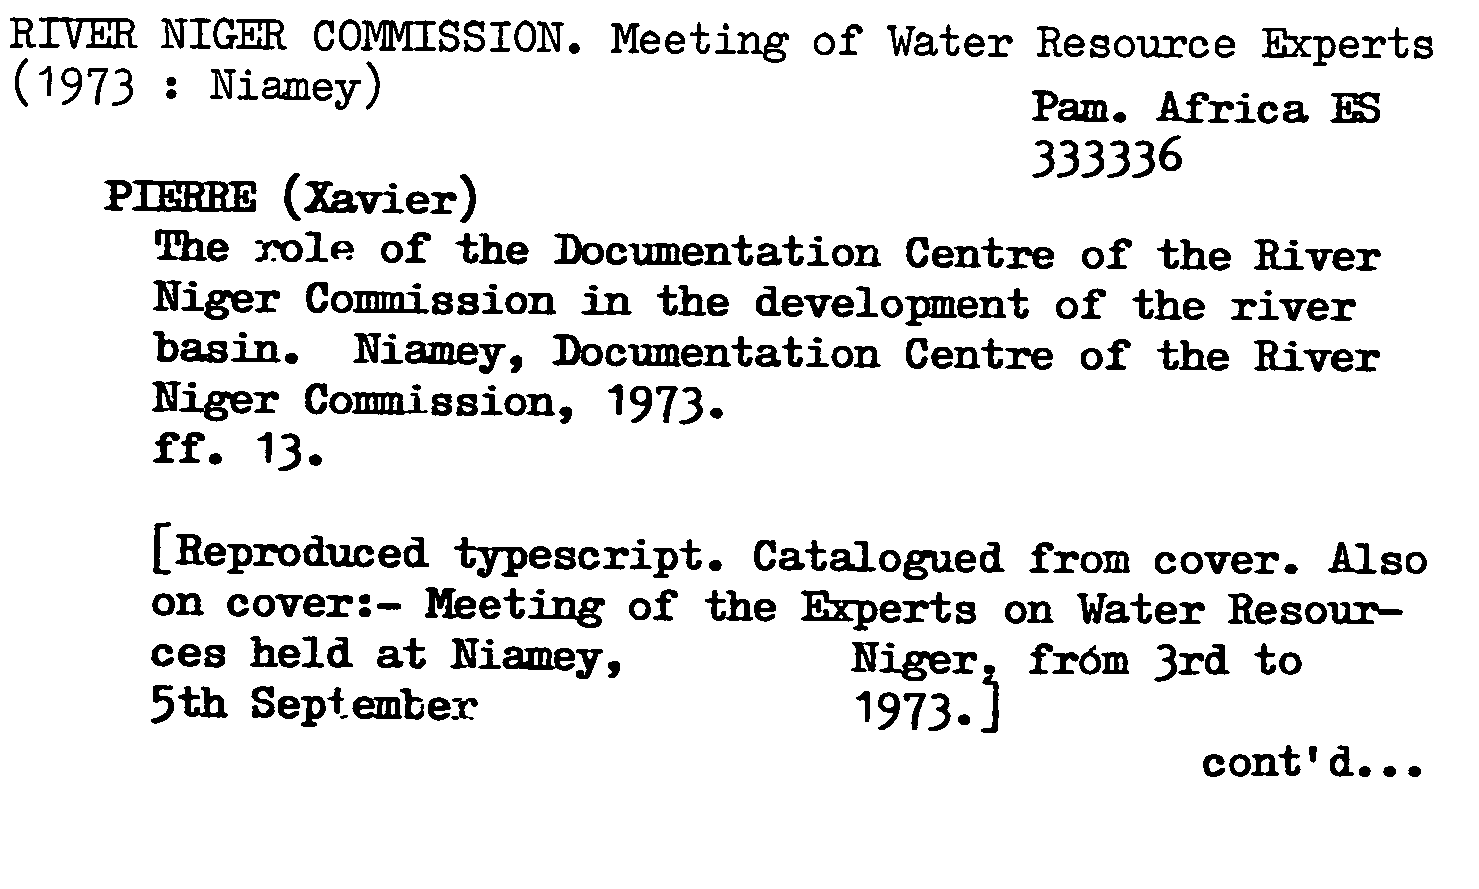 RIVER NIGER COMMISSION. Meeting of Water Resource Experts
(1973 : Niamey)
Pam. Africa ES
333336
PIERRE (Xavier)
The role of the Documentation Centre of the River
Niger Commission in the development of the river
basin. Niamey, Documentation Centre of the River
Niger Commission, 1973.
ff. 13.
[Reproduced typescript. Catalogued from cover. Also
on cover:- Meeting of the Experts on Water Resour-
ces held at Niamey, Niger, from 3rd to
5th September 1973.]
cont'd...